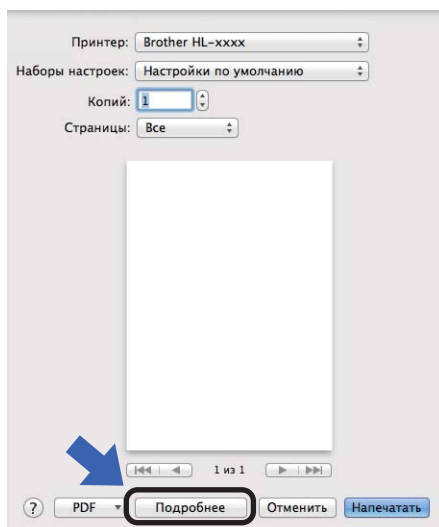 Принтер: Brother HL-xxxx
Наборы настроек: Настройки по умолчанию
Копий: 1
Страницы: Все
1 из 1
? PDF Подробнее Отменить Напечатать